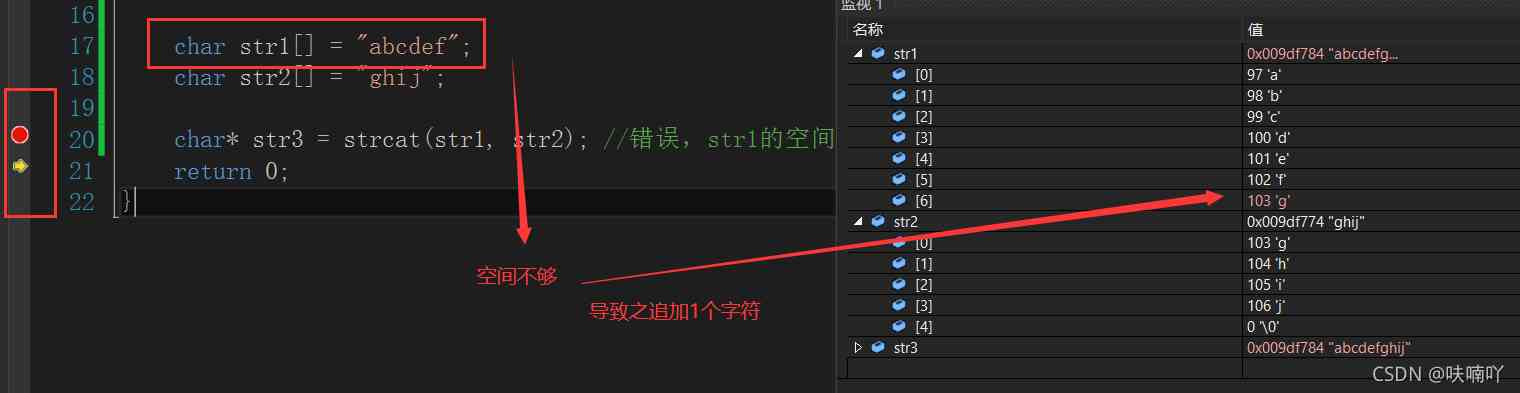 监视 1
16
17 char str1[] = "abcdef";
18 char str2[] = "ghij";
19
20 char* str3 = strcat(str1, str2); //错误，str1的空间
21 return 0;
22 }
空间不够
导致之追加1个字符
名称 值
str1 0x009df784 "abcdefg...
[0] 97 'a'
[1] 98 'b'
[2] 99 'c'
[3] 100 'd'
[4] 101 'e'
[5] 102 'f'
[6] 103 'g'
str2 0x009df774 "ghij"
[0] 103 'g'
[1] 104 'h'
[2] 105 'i'
[3] 106 'j'
[4] 0 '\0'
str3 0x009df784 "abcdefghij"
CSDN @呋喃吖